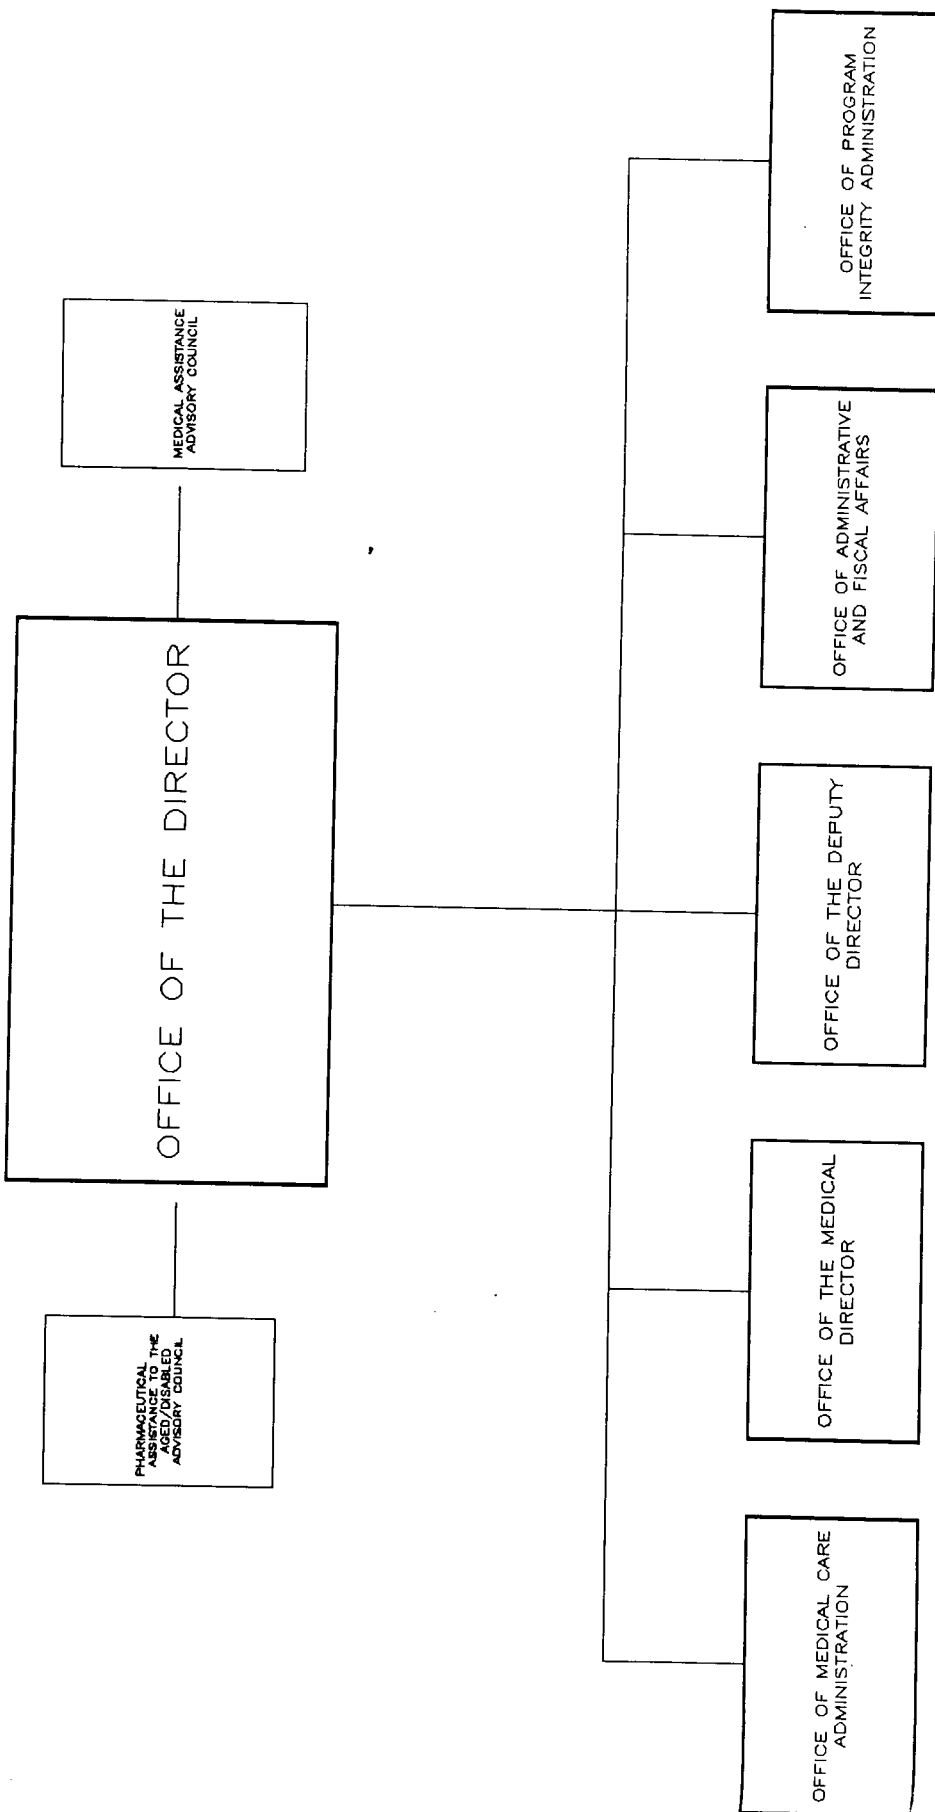 OFFICE OF THE DIRECTOR
PHARMACEUTICAL
ASSISTANCE TO THE
AGED/DISABLED
ADVISORY COUNCIL
MEDICAL ASSISTANCE
ADVISORY COUNCIL
OFFICE OF MEDICAL CARE
ADMINISTRATION
OFFICE OF THE MEDICAL
DIRECTOR
OFFICE OF THE DEPUTY
DIRECTOR
OFFICE OF ADMINISTRATIVE
AND FISCAL AFFAIRS
OFFICE OF PROGRAM
INTEGRITY ADMINISTRATION